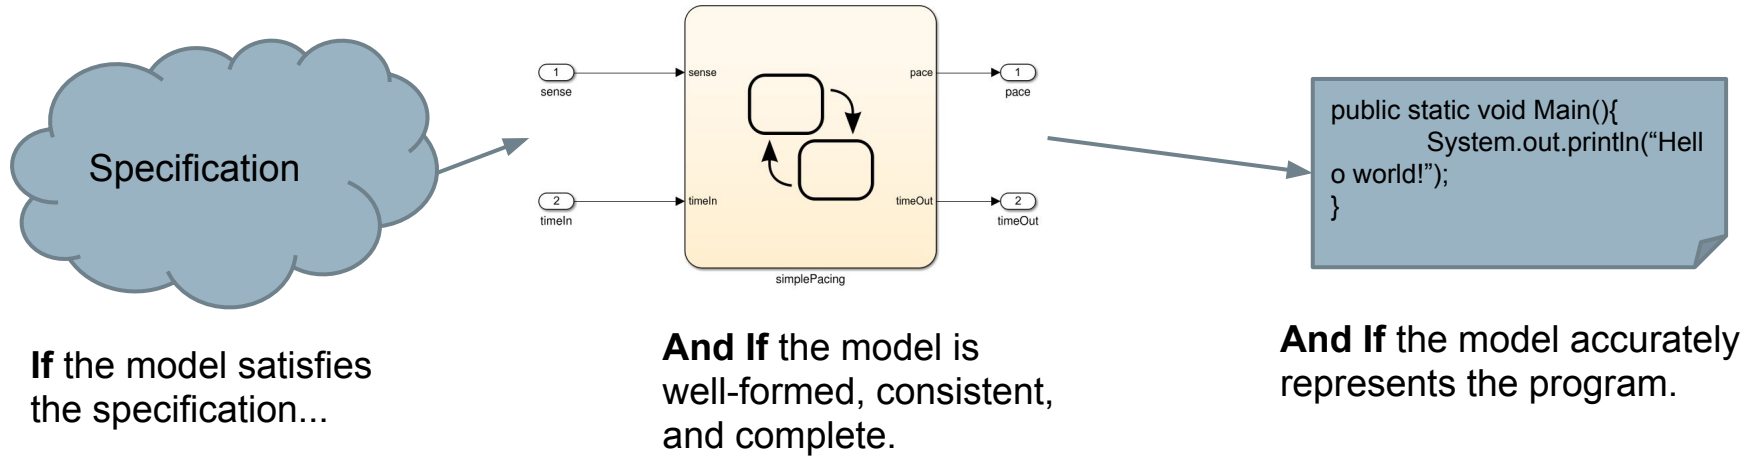 Specification
1
sense
2
timeIn
sense
timeIn
pace
timeOut
simplePacing
1
pace
2
timeOut
public static void Main(){
System.out.println(“Hell
o world!”);
}
If the model satisfies
the specification...
And If the model is
well-formed, consistent,
and complete.
And If the model accurately
represents the program.